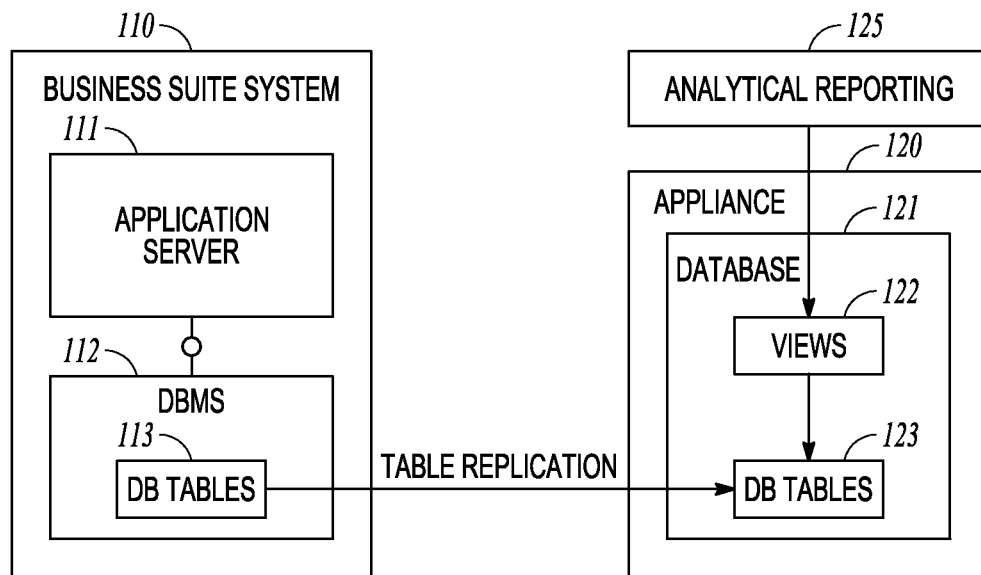 110
BUSINESS SUITE SYSTEM
111
APPLICATION
SERVER
112
DBMS
113
DB TABLES
TABLE REPLICATION
125
ANALYTICAL REPORTING
120
APPLIANCE
121
DATABASE
122
VIEWS
123
DB TABLES